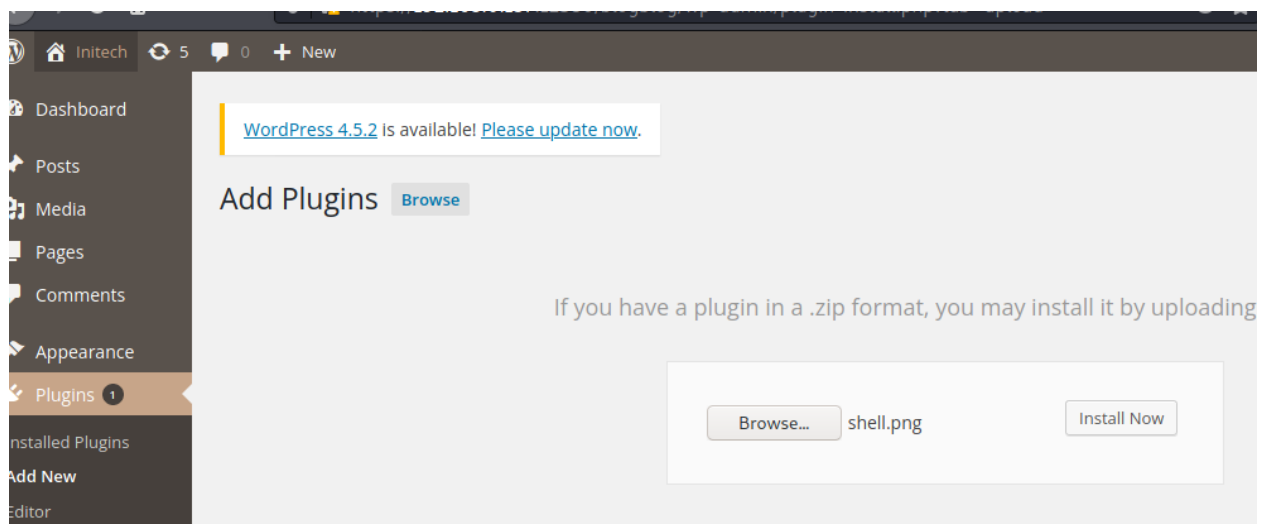 Initech 5 0 New
Dashboard
WordPress 4.5.2 is available! Please update now.
Posts
Add Plugins Browse
Media
Pages
Comments
If you have a plugin in a .zip format, you may install it by uploading
Appearance
Plugins 1
Browse... shell.png Install Now
Installed Plugins
Add New
Editor